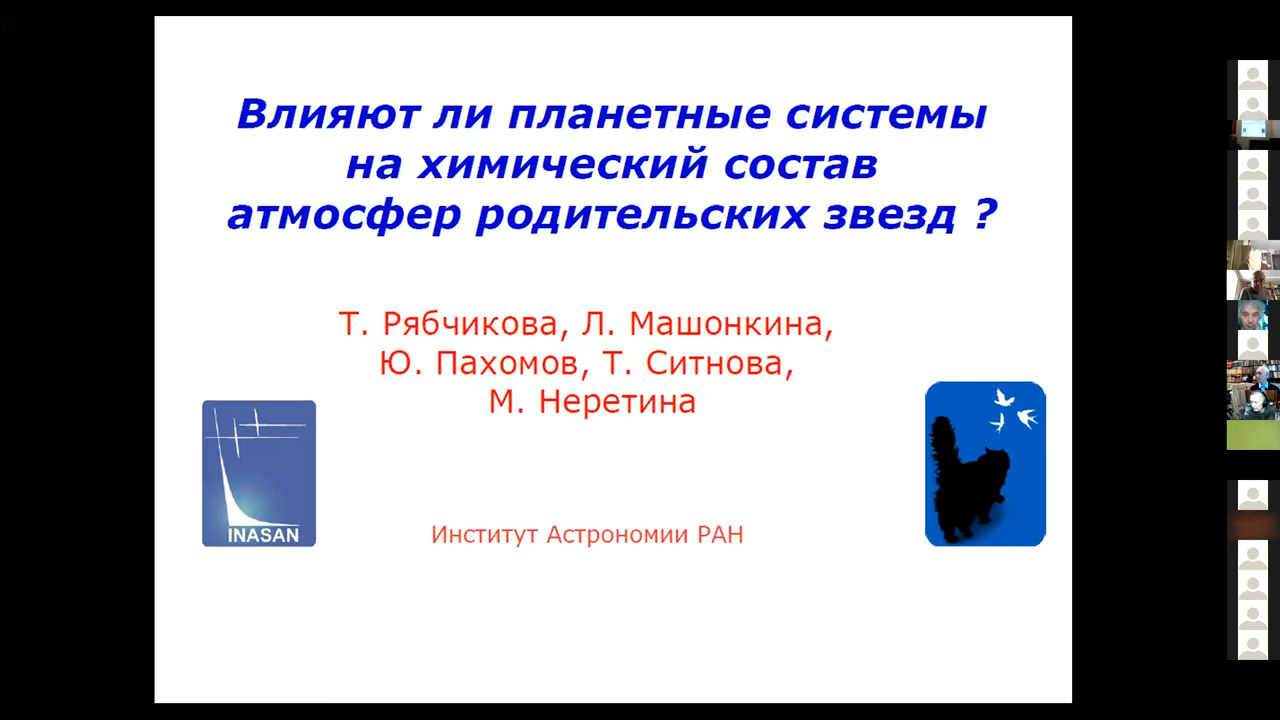 Влияют ли планетные системы
на химический состав
атмосфер родительских звезд ?
Т. Рябчикова, Л. Машонкина,
Ю. Пахомов, Т. Ситнова,
М. Неретина
INASAN
Институт Астрономии РАН